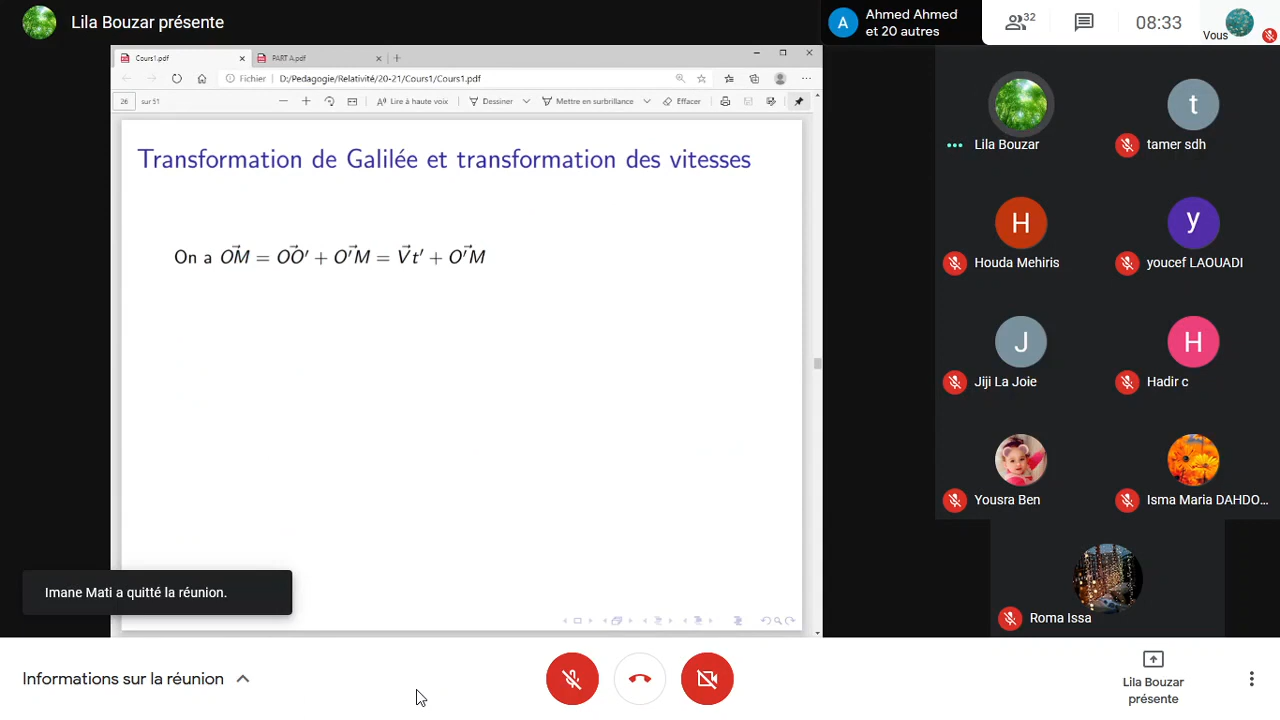 Lila Bouzar présente
Ahmed Ahmed
et 20 autres
32
08:33
Vous
Cours1.pdf
PART A.pdf
Fichier
D:/Pedagogie/Relativité/20-21/Cours1/Cours1.pdf
26 sur 51
Lire à haute voix
Dessiner
Mettre en surbrillance
Effacer
Transformation de Galilée et transformation des vitesses
On a $\vec{OM} = \vec{OO'} + \vec{O'M} = \vec{V}t' + \vec{O'M}$
Lila Bouzar
t
tamer sdh
H
Houda Mehiris
y
youcef LAOUADI
J
Jiji La Joie
H
Hadir c
Yousra Ben
Isma Maria DAHDO...
Roma Issa
A
Imane Mati a quitté la réunion.
Informations sur la réunion
Lila Bouzar
présente